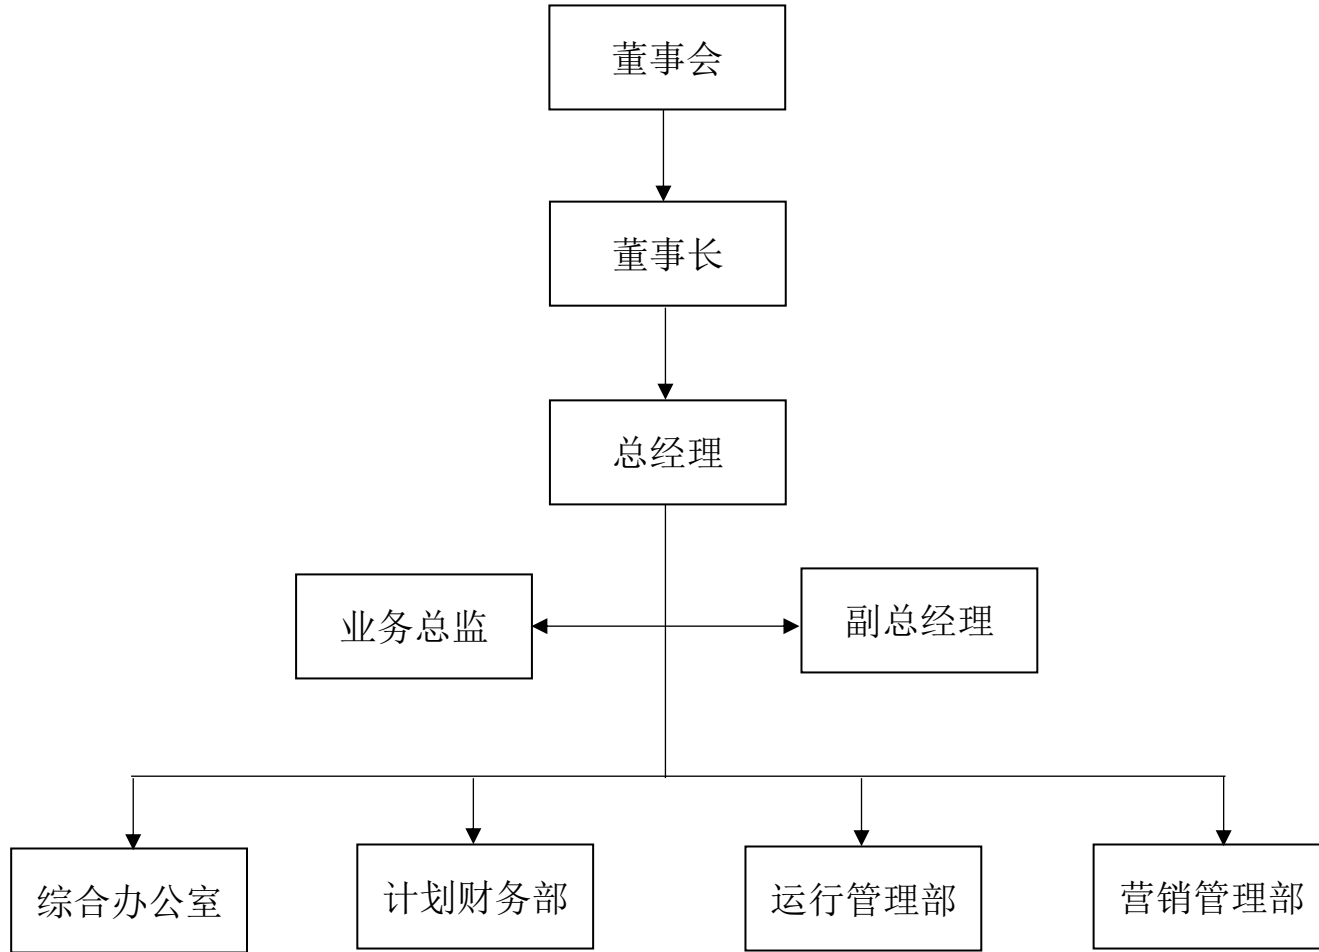 董事会
董事长
总经理
业务总监
副总经理
综合办公室
计划财务部
运行管理部
营销管理部